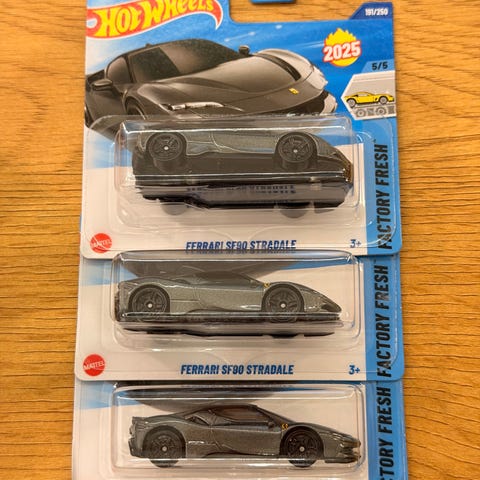 Hot Wheels
191/250
2025
5/5
FACTORY FRESH
MATTEL
FERRARI SF90 STRADALE
3+
FACTORY FRESH
MATTEL
FERRARI SF90 STRADALE
3+
FACTORY FRESH